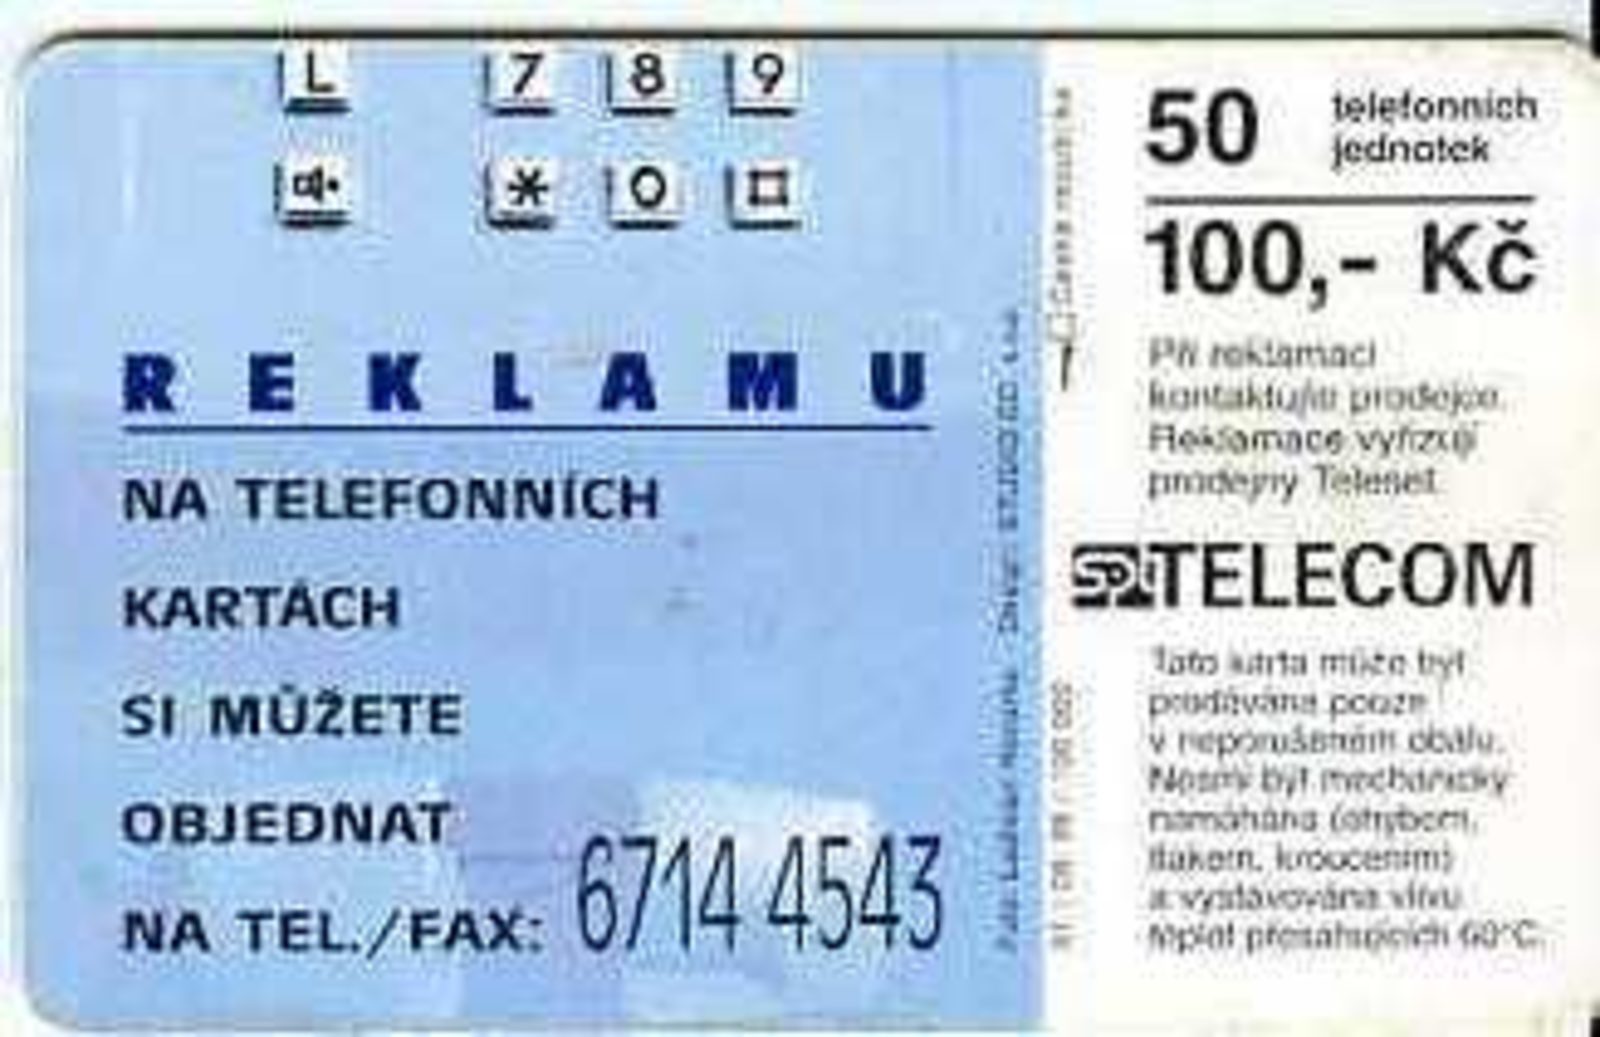 L 7 8 9
* 0
REKLAMU
NA TELEFONNÍCH
KARTÁCH
SI MŮŽETE
OBJEDNAT
NA TEL./FAX: 6714 4543
50 telefonních
jednotek
100,- Kč
Při reklamaci
kontaktujte prodejce.
Reklamace vyřizují
prodejny Teleset.
SPT TELECOM
Tato karta může být
prodávána pouze
v neporušeném obalu.
Nesmí být mechanicky
namáhána (ohybem,
tlakem, kroucením)
a vystavována vlivu
teplot přesahujících 60°C.